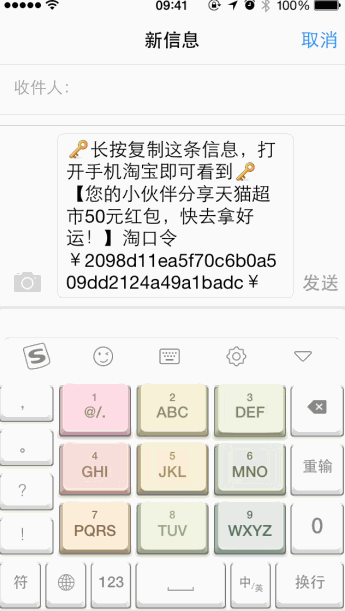 09:41
100%
新信息
取消
收件人：
🔑长按复制这条信息，打
开手机淘宝即可看到🔑
【您的小伙伴分享天猫超
市50元红包，快去拿好
运！】淘口令
￥2098d11ea5f70c6b0a5
09dd2124a49a1badc￥
发送
S
，
1
@/.
2
ABC
3
DEF
。
4
GHI
5
JKL
6
MNO
重输
？
7
PQRS
8
TUV
9
WXYZ
0
！
符
123
中/英
换行